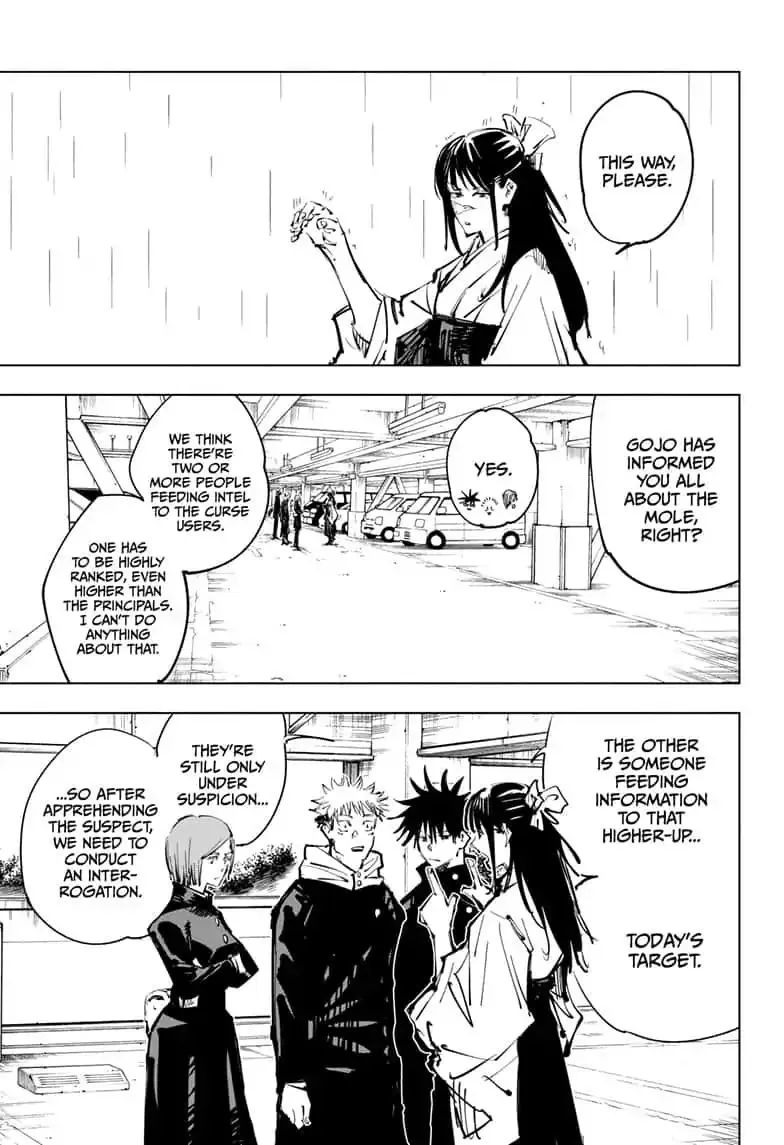 THIS WAY,
PLEASE.
GOJO HAS
INFORMED
YOU ALL
ABOUT THE
MOLE,
RIGHT?
YES.
WE THINK
THERE'RE
TWO OR
MORE PEOPLE
FEEDING INTEL
TO THE CURSE
USERS.
ONE HAS
TO BE HIGHLY
RANKED, EVEN
HIGHER THAN
THE PRINCIPALS.
I CAN'T DO
ANYTHING
ABOUT THAT.
THE OTHER
IS SOMEONE
FEEDING
INFORMATION
TO THAT
HIGHER-UP...
TODAY'S
TARGET.
THEY'RE
STILL ONLY
UNDER
SUSPICION...
...SO AFTER
APPREHENDING
THE SUSPECT,
WE NEED TO
CONDUCT
AN INTER-
ROGATION.